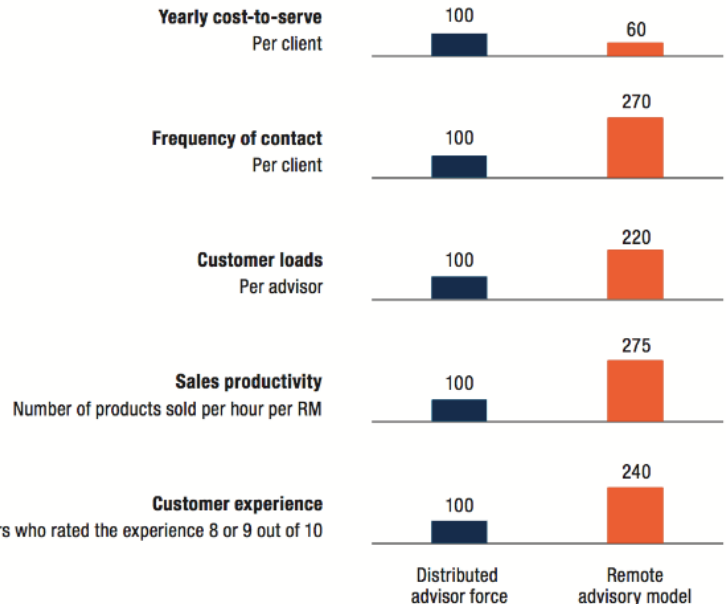 Yearly cost-to-serve
Per client
100
60
Frequency of contact
Per client
100
270
Customer loads
Per advisor
100
220
Sales productivity
Number of products sold per hour per RM
100
275
Customer experience
who rated the experience 8 or 9 out of 10
100
240
Distributed
advisor force
Remote
advisory model